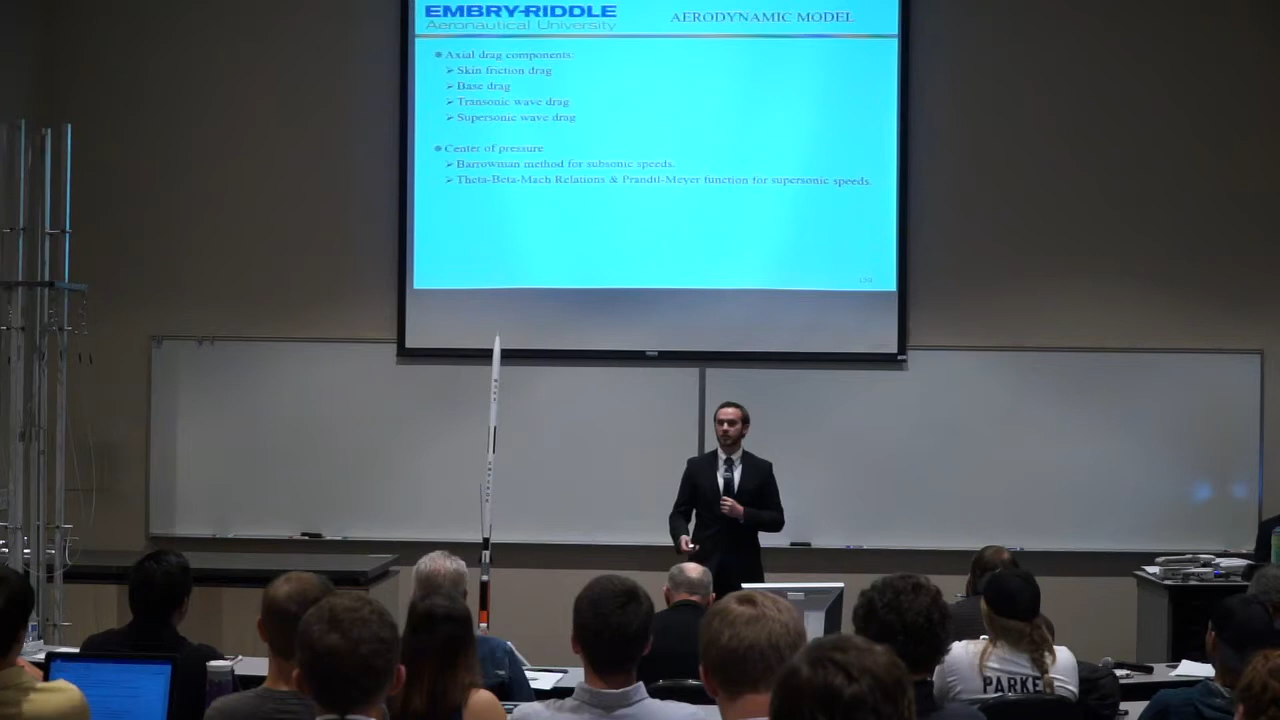 EMBRY-RIDDLE
Aeronautical University
AERODYNAMIC MODEL
Axial drag components:
Skin friction drag
Base drag
Transonic wave drag
Supersonic wave drag
Center of pressure
Barrowman method for subsonic speeds.
Theta-Beta-Mach Relations & Prandtl-Meyer function for supersonic speeds.
PARKE